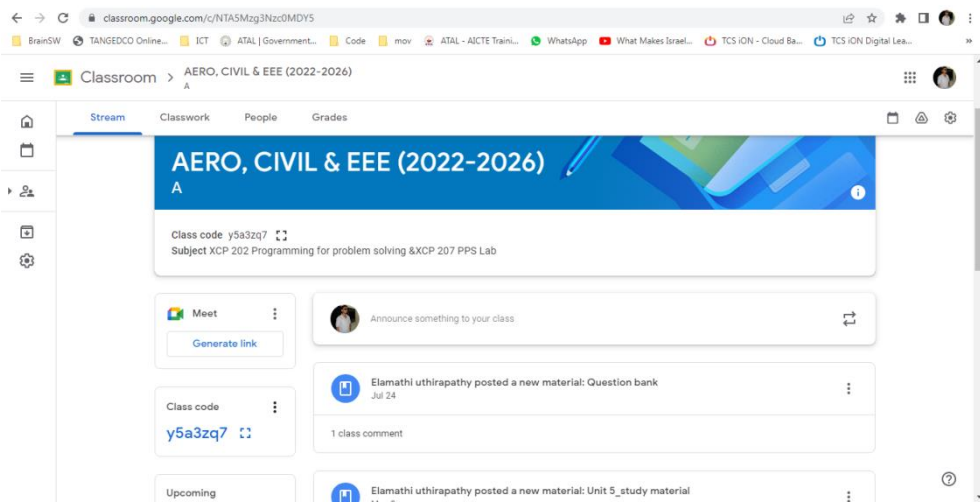 classroom.google.com/c/NTA5Mzg3Nzc0MDY5
BrainSW TANGEDCO Online... ICT ATAL | Government... Code mov ATAL - AICTE Traini... WhatsApp What Makes Israel... TCS iON - Cloud Ba... TCS iON Digital Lea... »
Classroom > AERO, CIVIL & EEE (2022-2026)
A
Stream Classwork People Grades
AERO, CIVIL & EEE (2022-2026)
A
Class code y5a3zq7
Subject XCP 202 Programming for problem solving &XCP 207 PPS Lab
Meet
Generate link
Announce something to your class
Elamathi uthirapathy posted a new material: Question bank
Jul 24
1 class comment
Class code
y5a3zq7
Upcoming
Elamathi uthirapathy posted a new material: Unit 5_study material